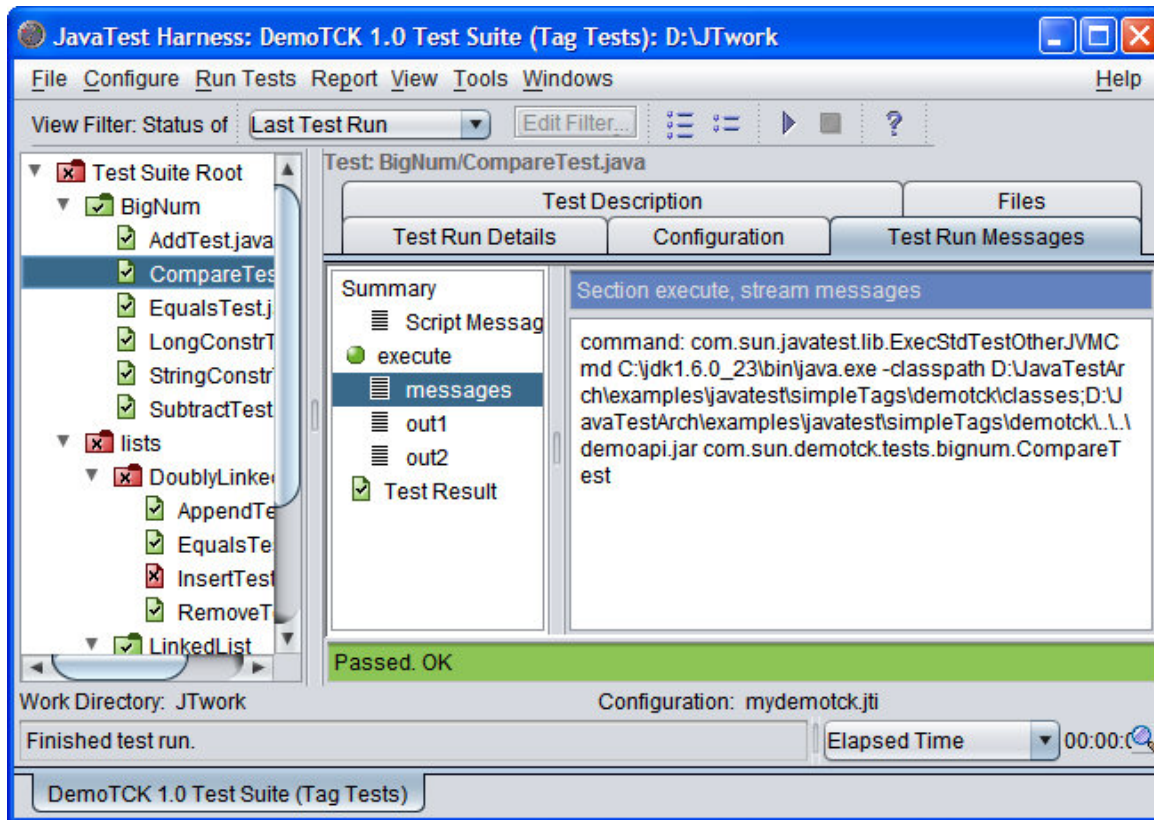 JavaTest Harness: DemoTCK 1.0 Test Suite (Tag Tests): D:\JTwork
File Configure Run Tests Report View Tools Windows Help
View Filter: Status of Last Test Run Edit Filter... ?
Test Suite Root
BigNum
AddTest.java
CompareTes
EqualsTest.j
LongConstrT
StringConstr
SubtractTest
lists
DoublyLinke
AppendTe
EqualsTe
InsertTest
RemoveT
LinkedList
Test: BigNum/CompareTest.java
Test Description Files
Test Run Details Configuration Test Run Messages
Summary
Script Messag
execute
messages
out1
out2
Test Result
Section execute, stream messages
command: com.sun.javatest.lib.ExecStdTestOtherJVMC
md C:\jdk1.6.0_23\bin\java.exe -classpath D:\JavaTestAr
ch\examples\javatest\simpleTags\demotck\classes;D:\J
avaTestArch\examples\javatest\simpleTags\demotck\..\..\
demoapi.jar com.sun.demotck.tests.bignum.CompareT
est
Passed. OK
Work Directory: JTwork Configuration: mydemotck.jti
Finished test run. Elapsed Time 00:00:
DemoTCK 1.0 Test Suite (Tag Tests)